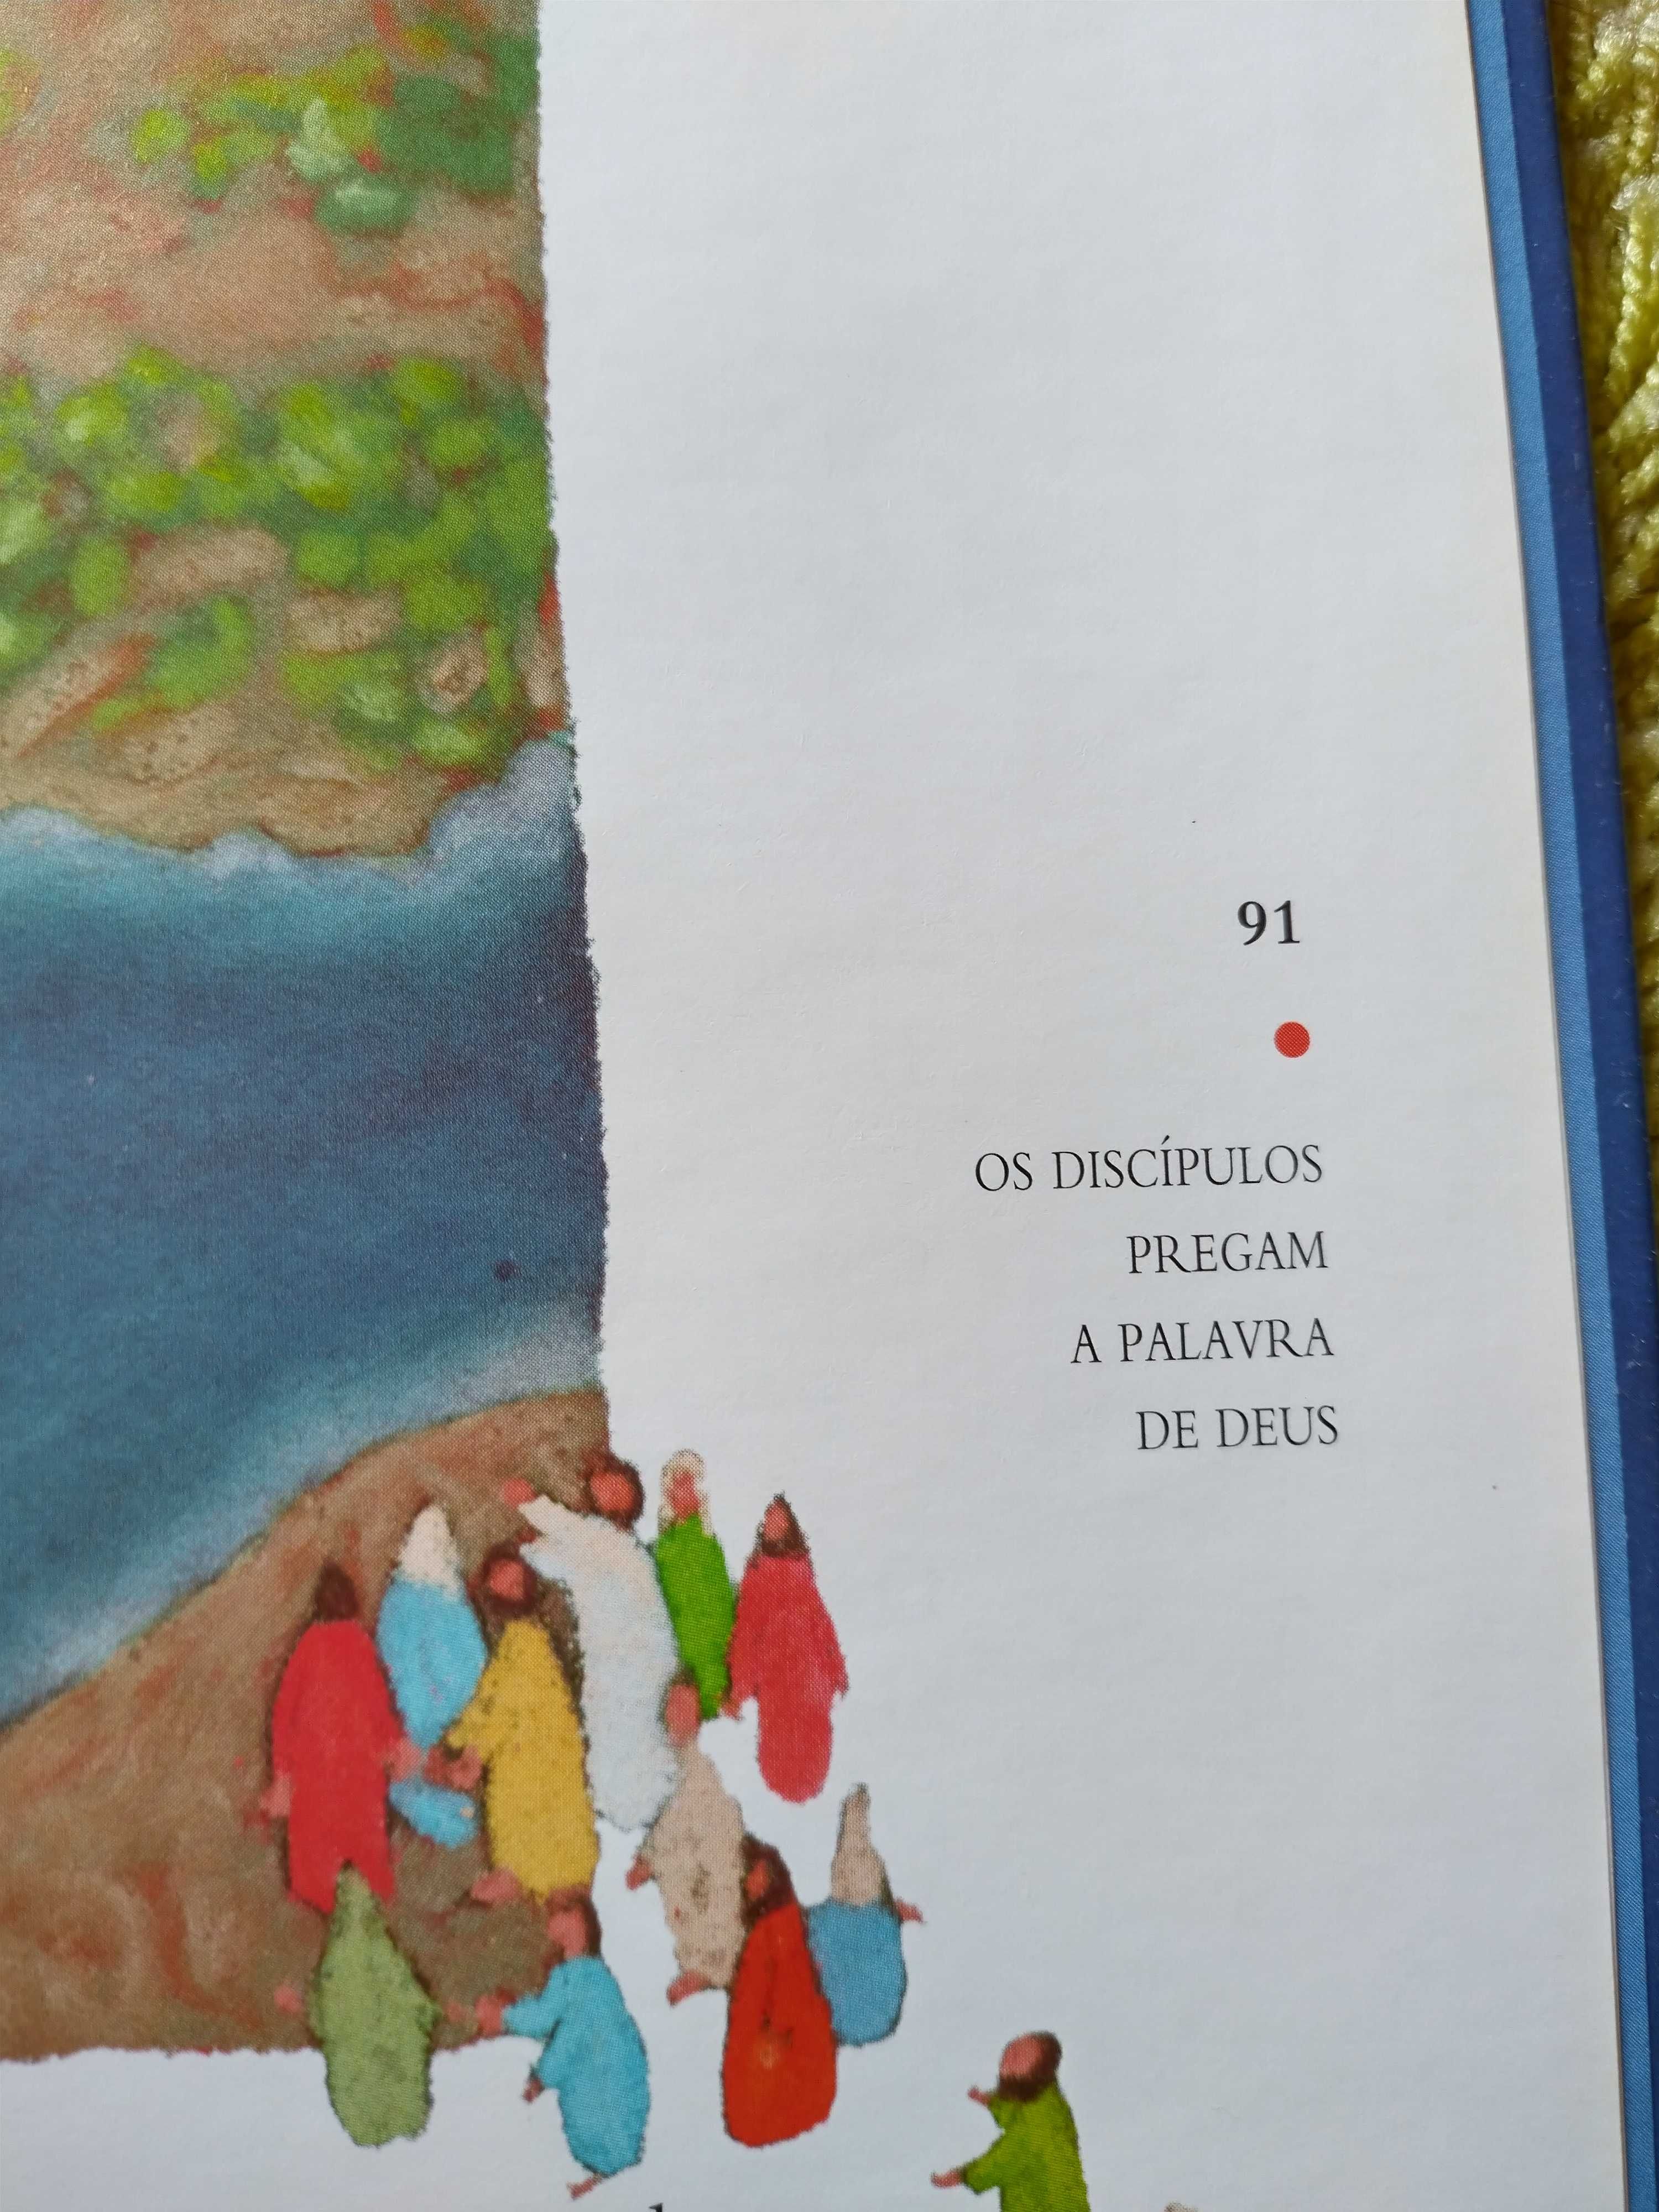 91
OS DISCÍPULOS
PREGAM
A PALAVRA
DE DEUS